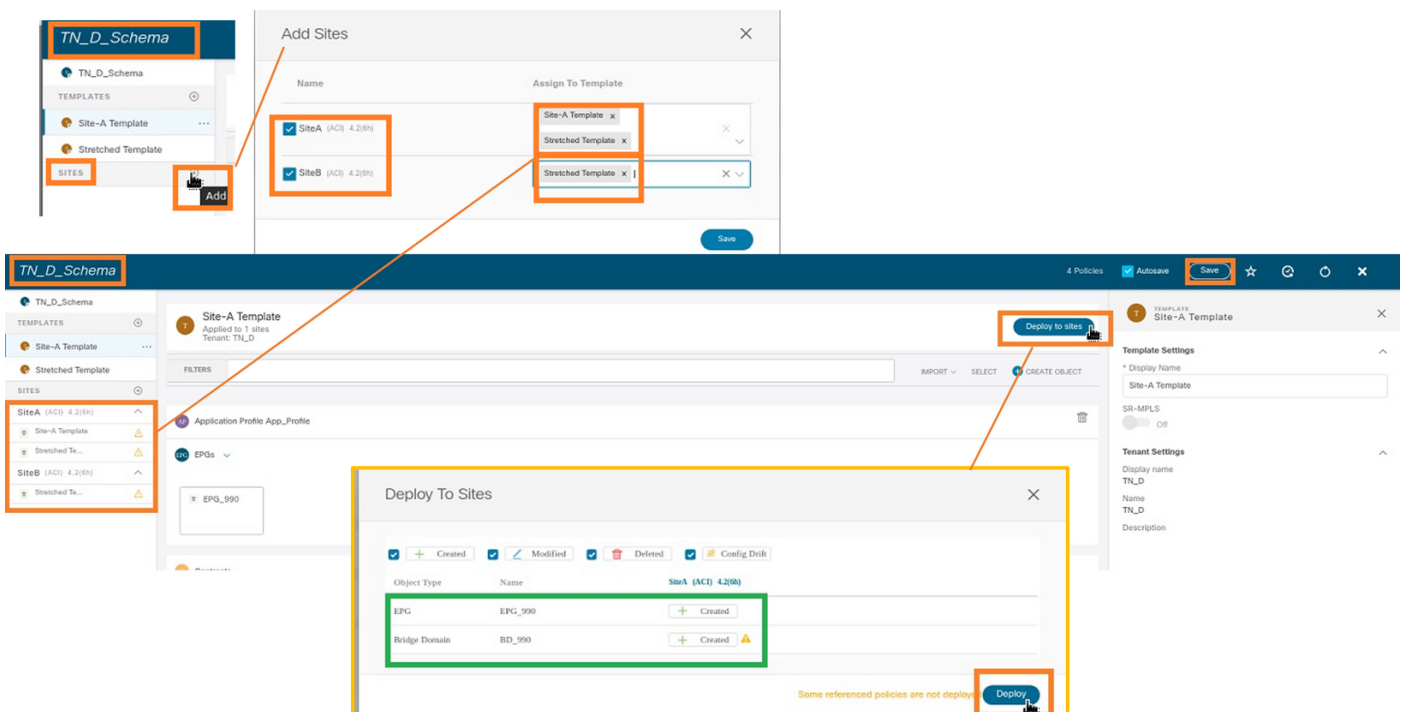 TN_D_Schema
TN_D_Schema
TEMPLATES
Site-A Template
Stretched Template
SITES
Add
Add Sites
Name Assign To Template
SiteA (ACI) 4.2(6h) Site-A Template x
Stretched Template x
SiteB (ACI) 4.2(6h) Stretched Template x
Save
TN_D_Schema 4 Policies Autosave Save
TN_D_Schema
TEMPLATES
Site-A Template
Stretched Template
SITES
SiteA (ACI) 4.2(6h)
Site-A Template
Stretched Te...
SiteB (ACI) 4.2(6h)
Stretched Te...
T Site-A Template
Applied to 1 sites
Tenant: TN_D
Deploy to sites
FILTERS IMPORT SELECT CREATE OBJECT
AP Application Profile App_Profile
EPG EPGs
EPG_990
T TEMPLATE
Site-A Template
Template Settings
* Display Name
Site-A Template
SR-MPLS
Off
Tenant Settings
Display name
TN_D
Name
TN_D
Description
Deploy To Sites
Created Modified Deleted Config Drift
Object Type Name SiteA (ACI) 4.2(6h)
EPG EPG_990 Created
Bridge Domain BD_990 Created
Some referenced policies are not deploye Deploy